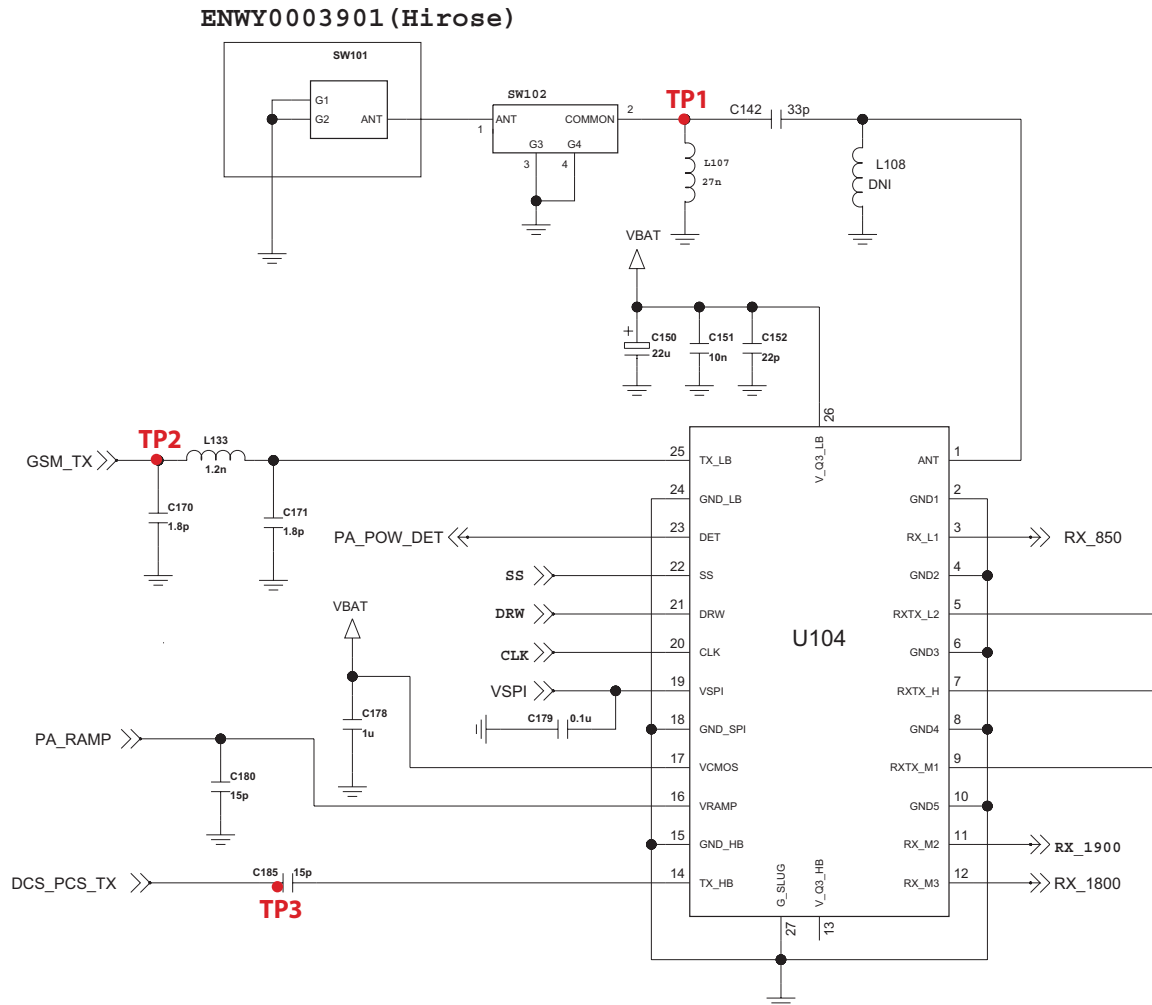 ENWY0003901(Hirose)
SW101
G1
G2
ANT
SW102
ANT
COMMON
G3
G4
1
2
3
4
TP1
C142
33p
L107
27n
L108
DNI
VBAT
+
C150
22u
C151
10n
C152
22p
GSM_TX
TP2
L133
1.2n
C170
1.8p
C171
1.8p
PA_POW_DET
SS
DRW
CLK
VSPI
C179
0.1u
VBAT
C178
1u
PA_RAMP
C180
15p
DCS_PCS_TX
C185
15p
TP3
U104
26
V_Q3_LB
25
TX_LB
24
GND_LB
23
DET
22
SS
21
DRW
20
CLK
19
VSPI
18
GND_SPI
17
VCMOS
16
VRAMP
15
GND_HB
14
TX_HB
G_SLUG
27
V_Q3_HB
13
ANT
1
GND1
2
RX_L1
3
RX_850
GND2
4
RXTX_L2
5
GND3
6
RXTX_H
7
GND4
8
RXTX_M1
9
GND5
10
RX_M2
11
RX_1900
RX_M3
12
RX_1800